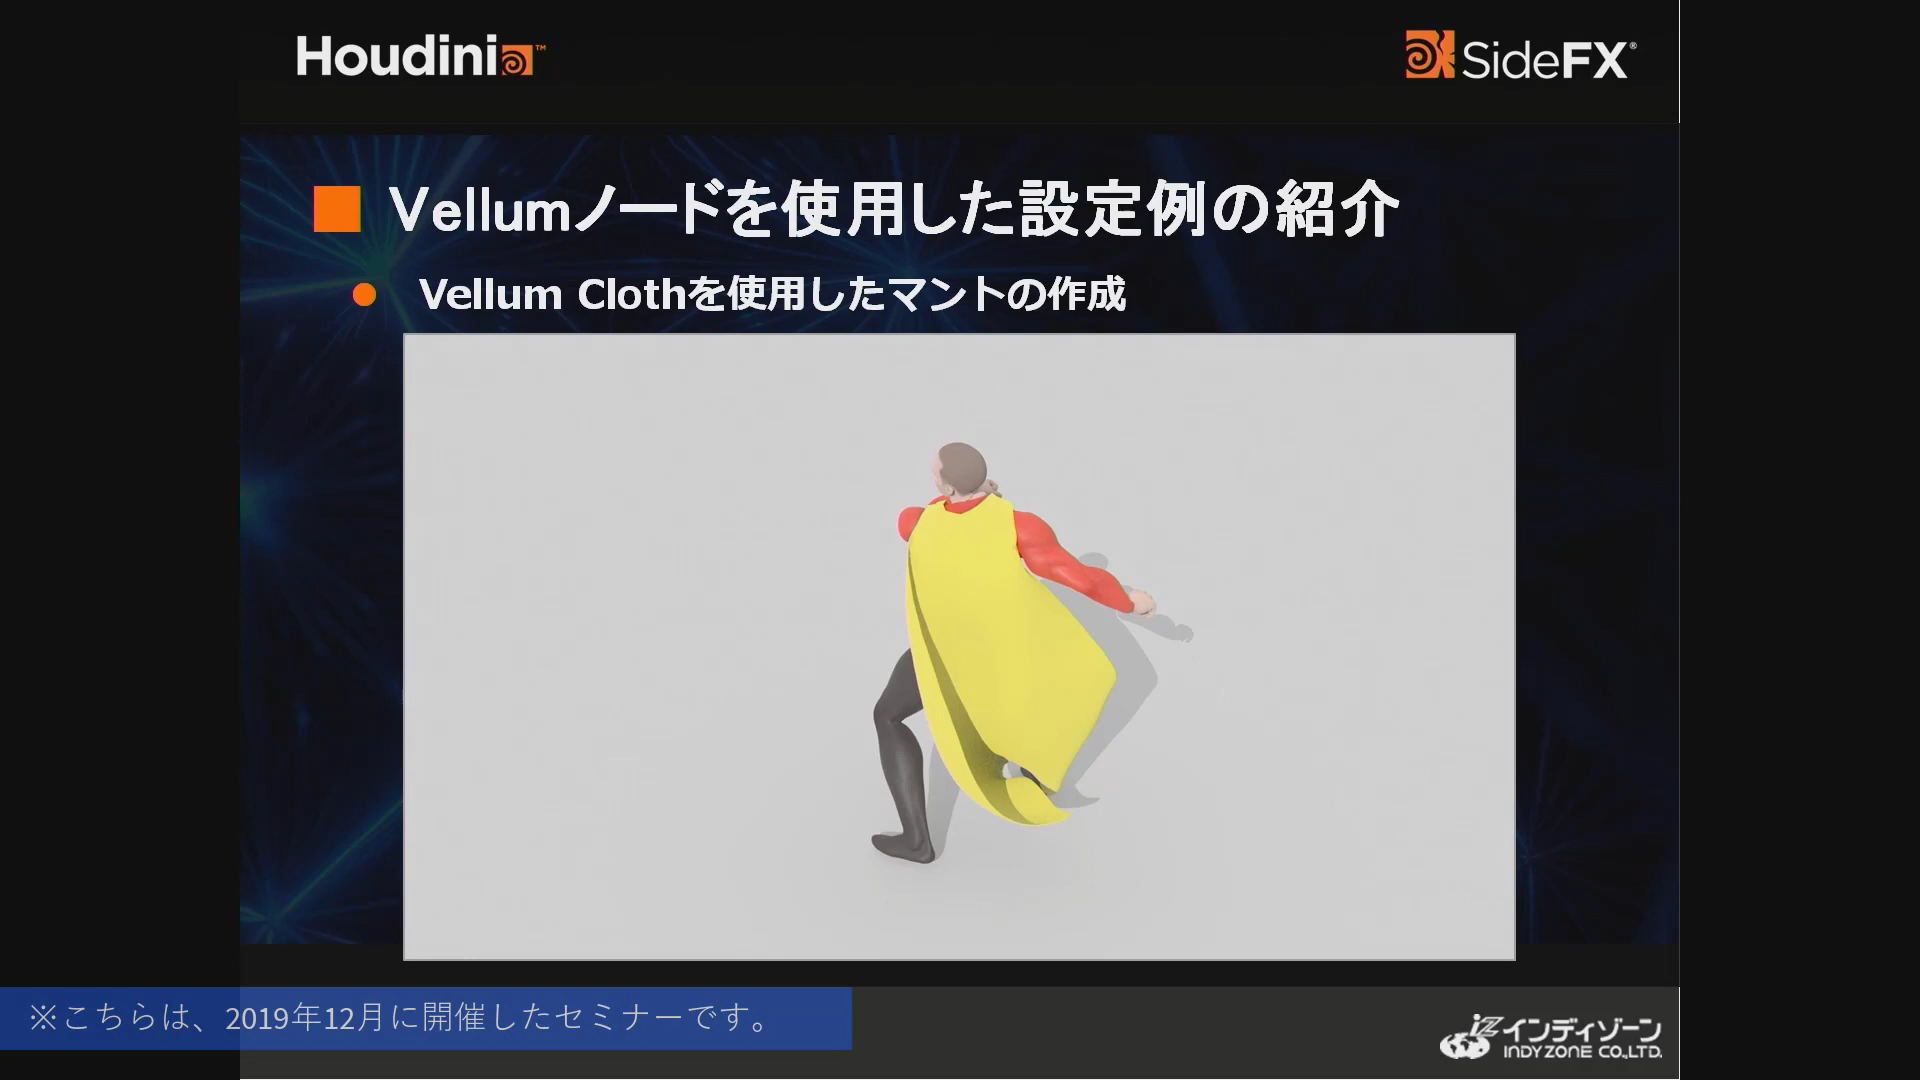 Houdini™
SideFX®
Vellumノードを使用した設定例の紹介
Vellum Clothを使用したマントの作成
※こちらは、2019年12月に開催したセミナーです。
iZ インディゾーン
INDYZONE CO.,LTD.